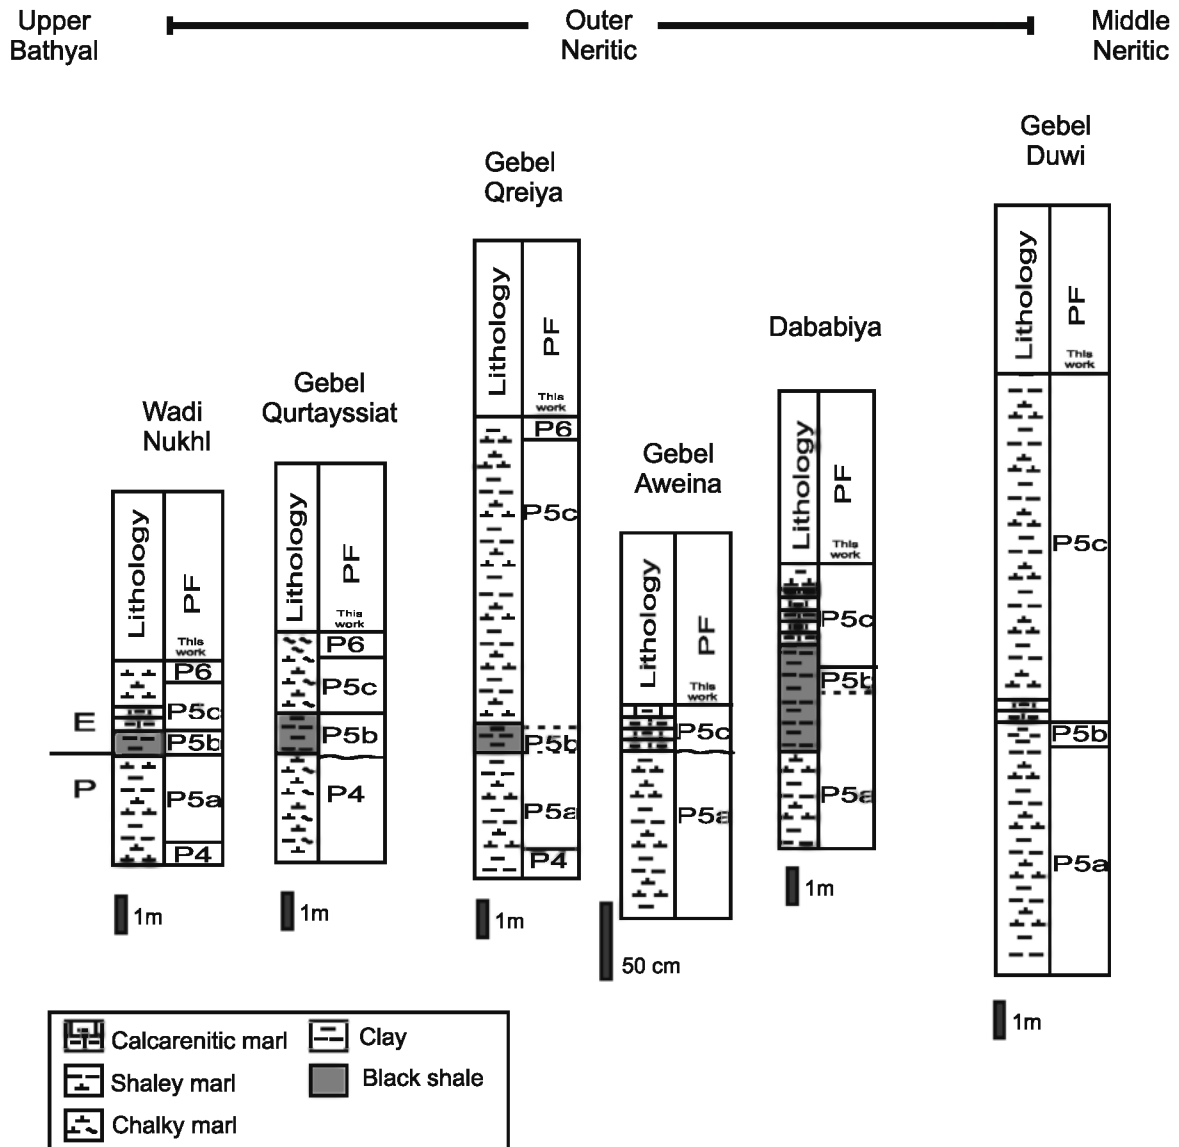 Upper
Bathyal
Outer
Neritic
Middle
Neritic
Wadi
Nukhl
Lithology
PF
This
work
P6
P5c
P5b
P5a
P4
E
P
1m
Gebel
Qurtayssiat
Lithology
PF
This
work
P6
P5c
P5b
P4
1m
Gebel
Qreiya
Lithology
PF
This
work
P6
P5c
P5b
P5a
P4
1m
Gebel
Aweina
Lithology
PF
This
work
P5c
P5a
50 cm
Dababiya
Lithology
PF
This
work
P5c
P5b
P5a
1m
Gebel
Duwi
Lithology
PF
This
work
P5c
P5b
P5a
1m
Calcarenitic marl
Shaley marl
Chalky marl
Clay
Black shale